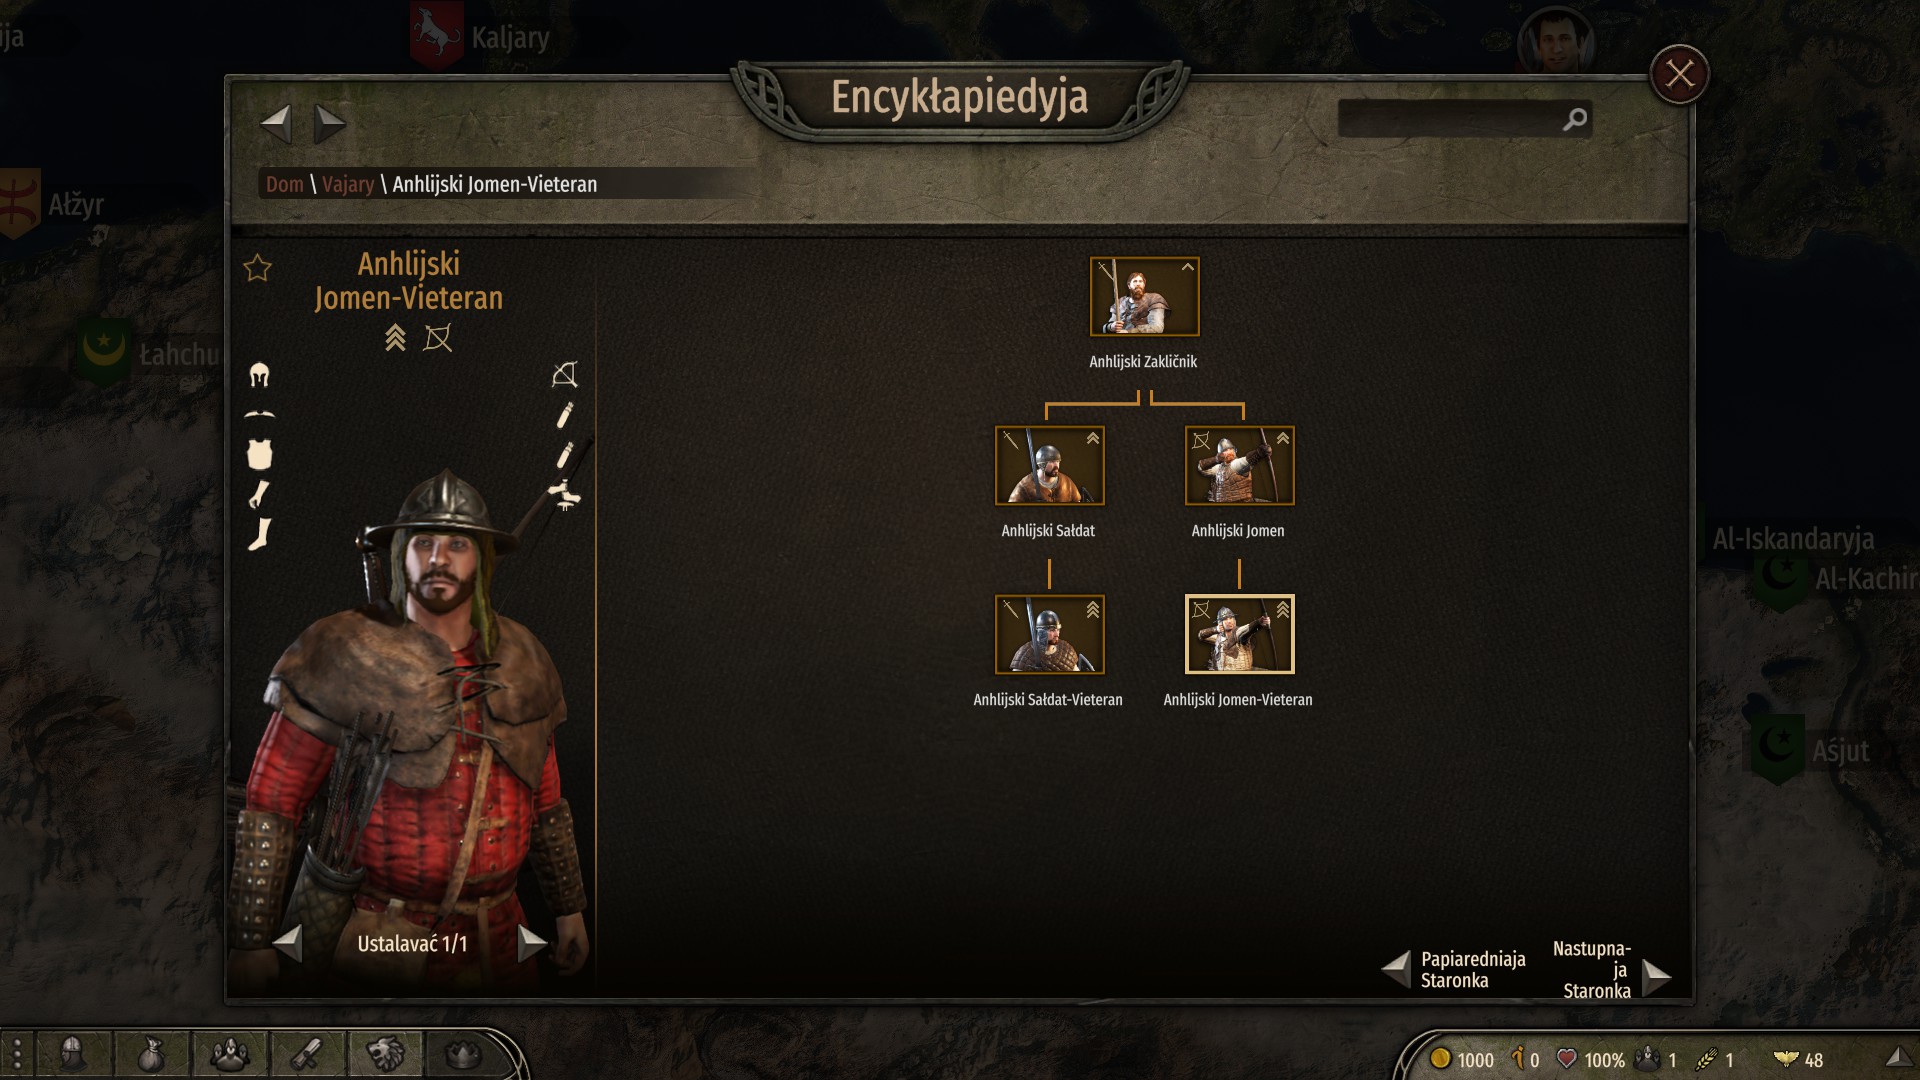 ija
Kaljary
Encykłapiedyja
Dom \ Vajary \ Anhlijski Jomen-Vieteran
Ałžyr
Anhlijski
Jomen-Vieteran
Łahchu
Anhlijski Zakličnik
Anhlijski Sałdat
Anhlijski Jomen
Al-Iskandaryja
Al-Kachir
Anhlijski Sałdat-Vieteran
Anhlijski Jomen-Vieteran
Aśjut
Ustalavać 1/1
Papiaredniaja
Staronka
Nastupna-
ja
Staronka
1000
0
100%
1
1
48